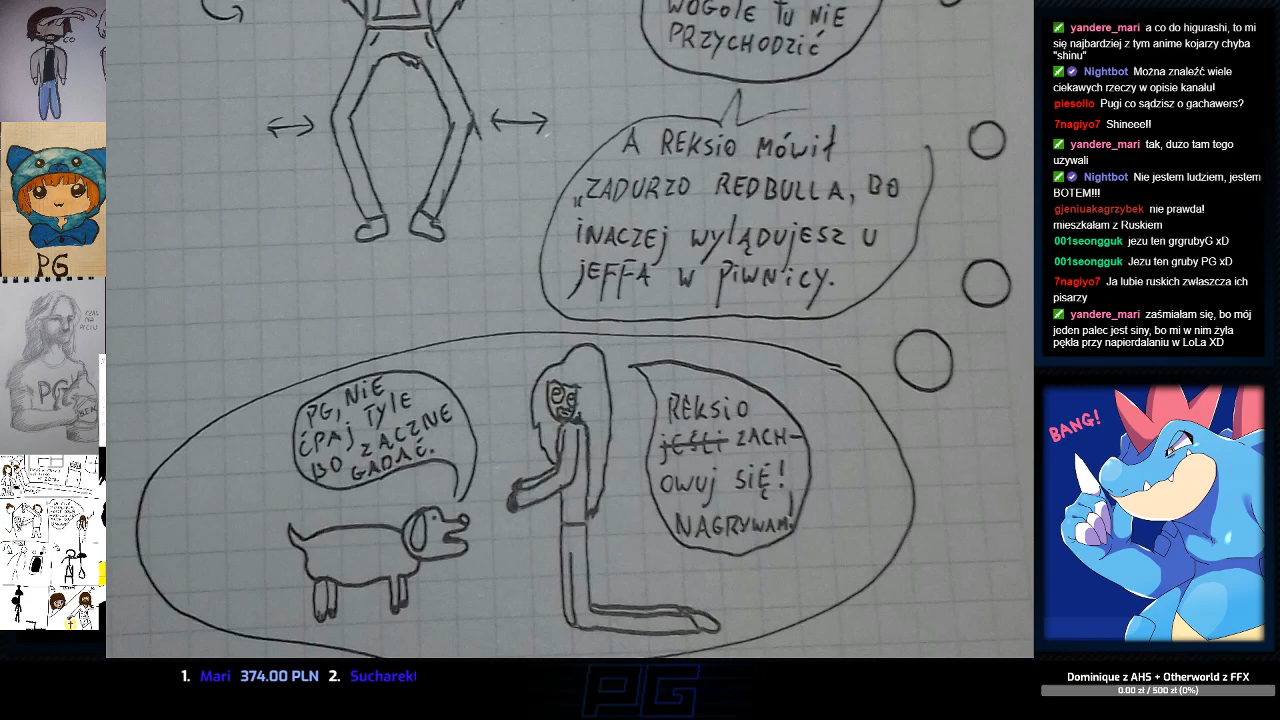 WOGÓLE TU NIE
PRZYCHODZIĆ
A REKSIO MÓWIŁ
„ZADURZO REDBULLA, BO
INACZEJ WYLĄDUJESZ U
JEFFA W PIWNICY.
PG, NIE
ĆPAJ TYLE
BO ZACZNE
GADAĆ.
REKSIO
JEŚLI ZACH-
OWUJ SIĘ!
NAGRYWAM!
PG
PG
yandere_mari a co do higurashi, to mi
się najbardziej z tym anime kojarzy chyba
"shinu"
Nightbot Można znaleźć wiele
ciekawych rzeczy w opisie kanału!
piesollo Pugi co sądzisz o gachawers?
7nagiyo7 Shineee!!
yandere_mari tak, dużo tam tego
uzywali
Nightbot Nie jestem ludziem, jestem
BOTEM!!!
gjeniuakagrzybek nie prawda!
mieszkałam z Ruskiem
001seongguk jezu ten grgrubyG xD
001seongguk Jezu ten gruby PG xD
7nagiyo7 Ja lubie ruskich zwłaszcza ich
pisarzy
yandere_mari zaśmiałam się, bo mój
jeden palec jest siny, bo mi w nim żyła
pękła przy napierdalaniu w LoLa XD
BANG!
1. Mari 374.00 PLN 2. Sucharek!
PG
Dominique z AHS + Otherworld z FFX
0.00 zł / 500 zł (0%)